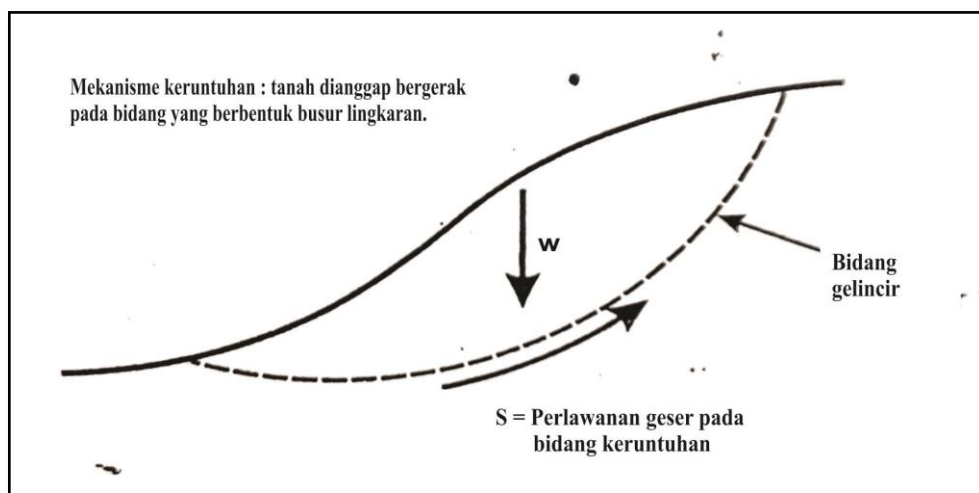 Mekanisme keruntuhan : tanah dianggap bergerak
pada bidang yang berbentuk busur lingkaran.
W
Bidang
gelincir
S = Perlawanan geser pada
bidang keruntuhan